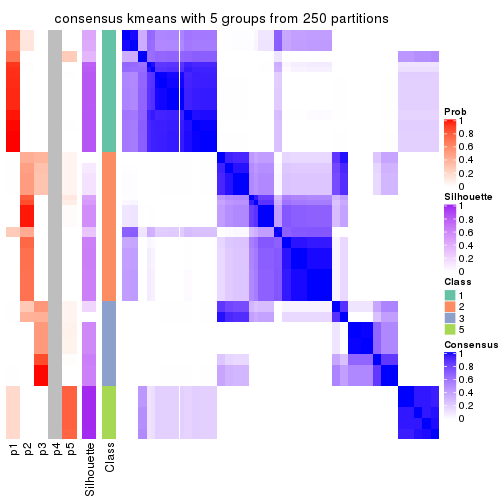 consensus kmeans with 5 groups from 250 partitions
Prob
1
0.8
0.6
0.4
0.2
0
Silhouette
1
0.8
0.6
0.4
0.2
0
Class
1
2
3
5
Consensus
1
0.8
0.6
0.4
0.2
0
p1
p2
p3
p4
p5
Silhouette
Class